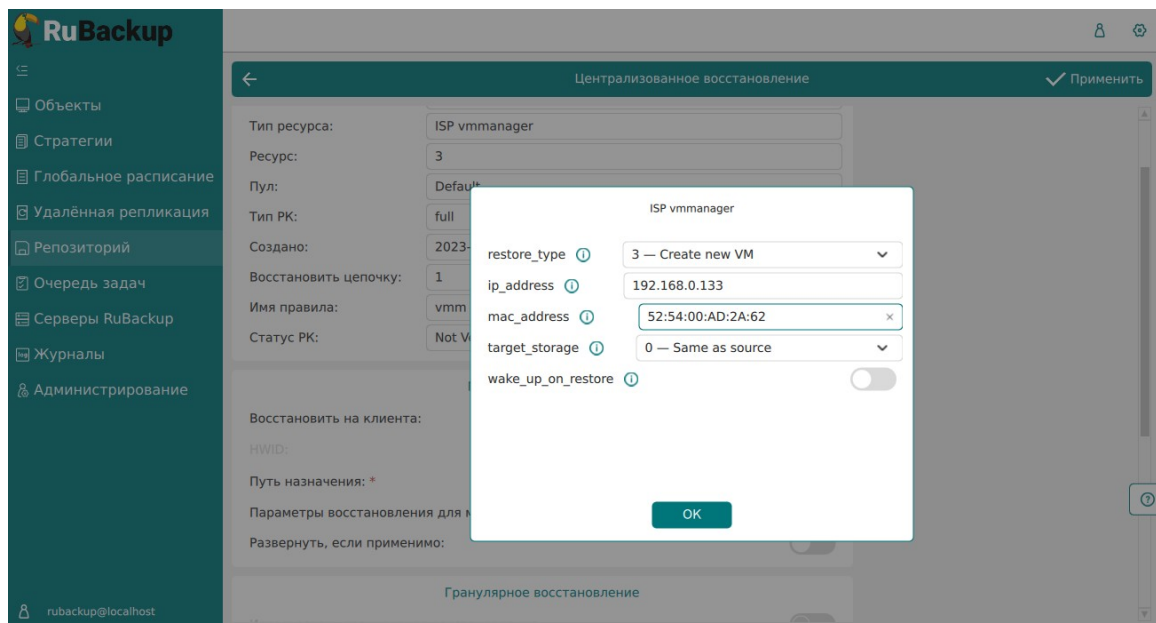 RuBackup
Объекты
Стратегии
Глобальное расписание
Удалённая репликация
Репозиторий
Очередь задач
Серверы RuBackup
Журналы
Администрирование
rubackup@localhost
Централизованное восстановление
Применить
Тип ресурса: ISP vmmanager
Ресурс: 3
Пул: Default
Тип РК: full
Создано: 2023-
Восстановить цепочку: 1
Имя правила: vmm
Статус РК: Not V
Восстановить на клиента:
HWID:
Путь назначения: *
Параметры восстановления для
Развернуть, если применимо:
Гранулярное восстановление
ISP vmmanager
restore_type 3 — Create new VM
ip_address 192.168.0.133
mac_address 52:54:00:AD:2A:62
target_storage 0 — Same as source
wake_up_on_restore
OK